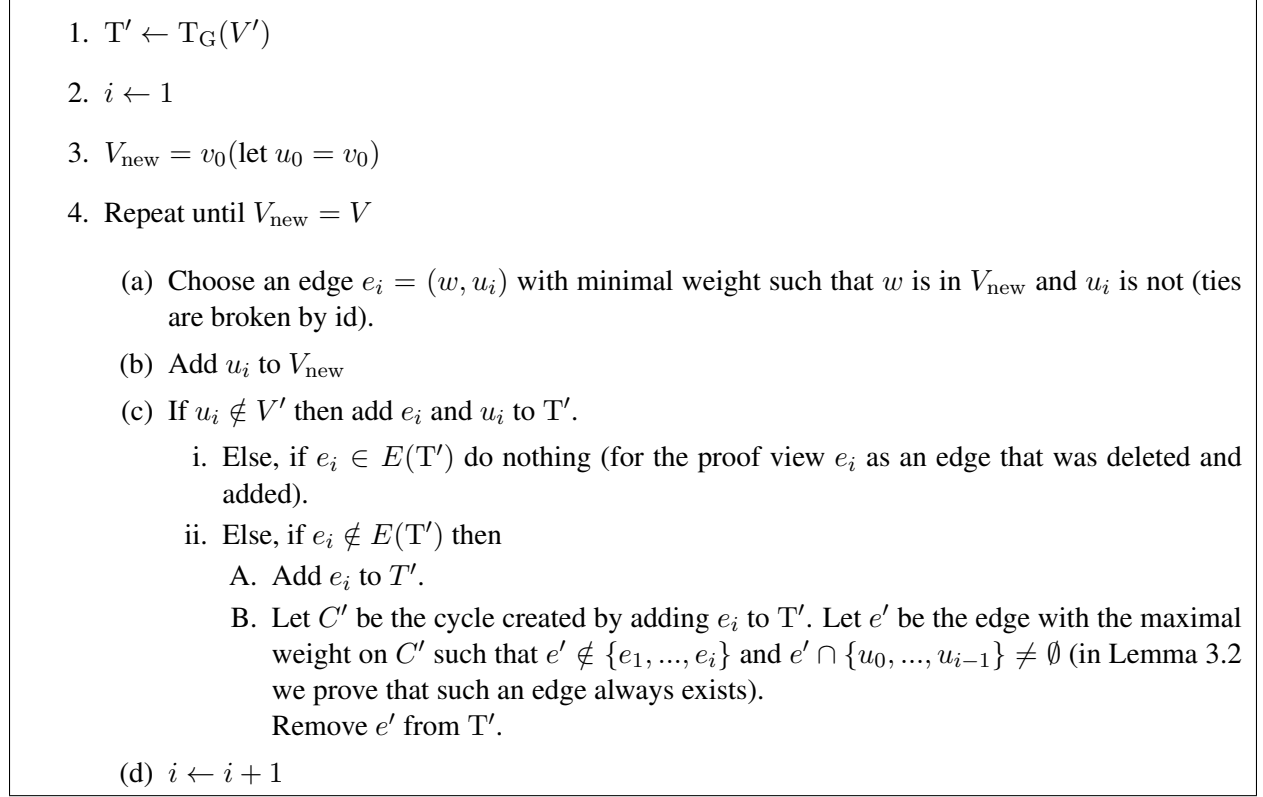 1. T′ ← T_G(V′)
2. i ← 1
3. V_new = v_0(let u_0 = v_0)
4. Repeat until V_new = V
(a) Choose an edge e_i = (w, u_i) with minimal weight such that w is in V_new and u_i is not (ties
are broken by id).
(b) Add u_i to V_new
(c) If u_i ∉ V′ then add e_i and u_i to T′.
i. Else, if e_i ∈ E(T′) do nothing (for the proof view e_i as an edge that was deleted and
added).
ii. Else, if e_i ∉ E(T′) then
A. Add e_i to T′.
B. Let C′ be the cycle created by adding e_i to T′. Let e′ be the edge with the maximal
weight on C′ such that e′ ∉ {e_1, ..., e_i} and e′ ∩ {u_0, ..., u_{i−1}} ≠ ∅ (in Lemma 3.2
we prove that such an edge always exists).
Remove e′ from T′.
(d) i ← i + 1